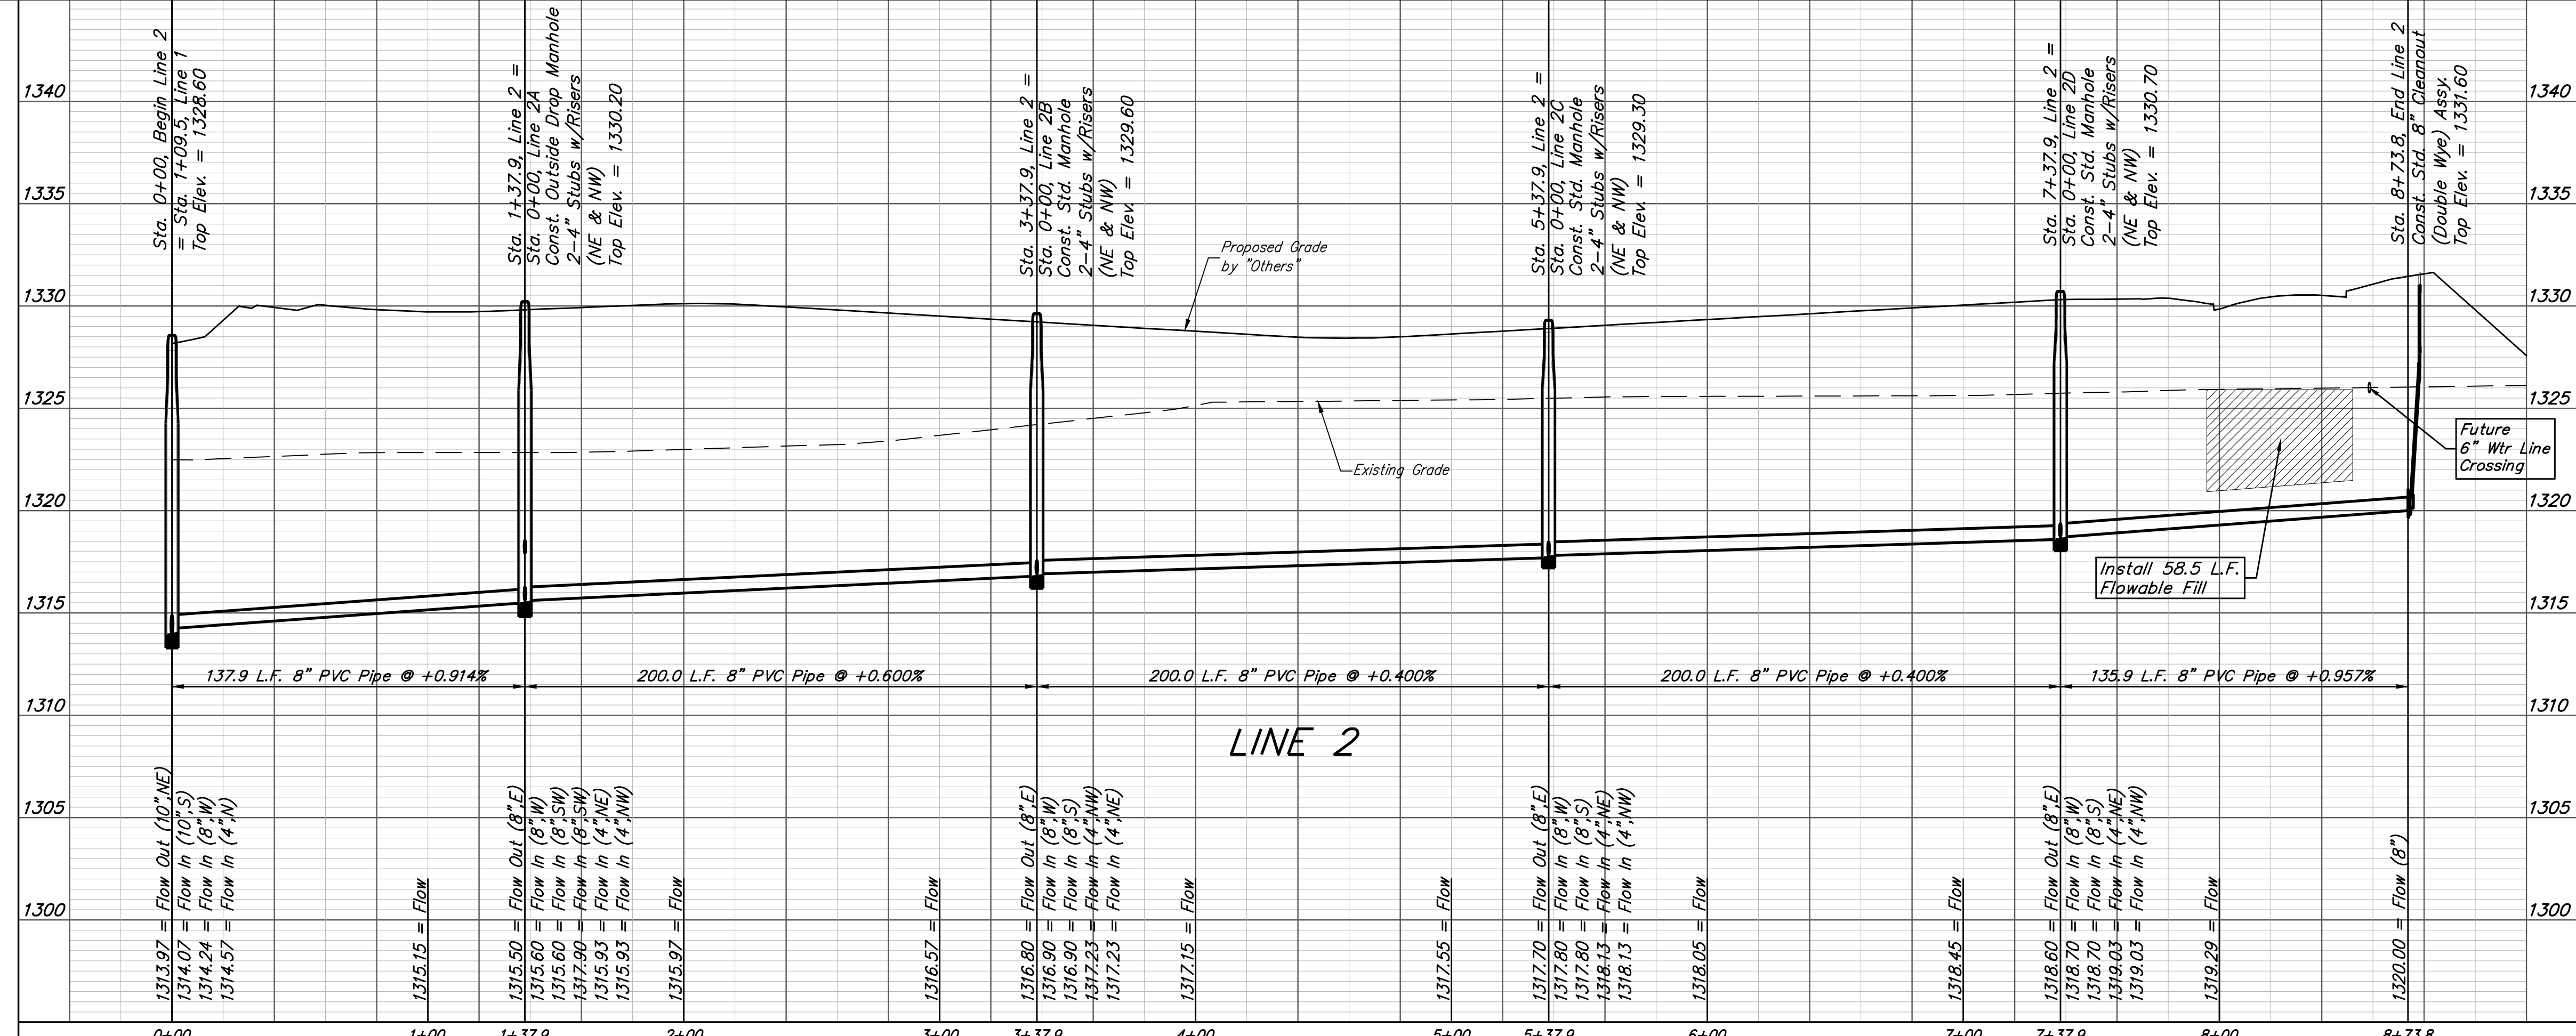 Sta. 0+00, Begin Line 2
= Sta. 1+09.5, Line 1
Top Elev. = 1328.60
Sta. 1+37.9, Line 2 =
Sta. 0+00, Line 2A
Const. Outside Drop Manhole
2-4" Stubs w/Risers
(NE & NW)
Top Elev. = 1330.20
Sta. 3+37.9, Line 2 =
Sta. 0+00, Line 2B
Const. Std. Manhole
2-4" Stubs w/Risers
(NE & NW)
Top Elev. = 1329.60
Sta. 5+37.9, Line 2 =
Sta. 0+00, Line 2C
Const. Std. Manhole
2-4" Stubs w/Risers
(NE & NW)
Top Elev. = 1329.30
Sta. 7+37.9, Line 2 =
Sta. 0+00, Line 2D
Const. Std. Manhole
2-4" Stubs w/Risers
(NE & NW)
Top Elev. = 1330.70
Sta. 8+73.8, End Line 2
Const. Std. 8" Cleanout
(Double Wye) Assy.
Top Elev. = 1331.60
1340
1340
1335
1335
Proposed Grade
by "Others"
1330
1330
1325
1325
Future
6" Wtr Line
Crossing
Existing Grade
1320
1320
Install 58.5 L.F.
Flowable Fill
1315
1315
137.9 L.F. 8" PVC Pipe @ +0.914%
200.0 L.F. 8" PVC Pipe @ +0.600%
200.0 L.F. 8" PVC Pipe @ +0.400%
200.0 L.F. 8" PVC Pipe @ +0.400%
135.9 L.F. 8" PVC Pipe @ +0.957%
1310
1310
LINE 2
1305
1305
1300
1300
1313.97 = Flow Out (10",NE)
1314.07 = Flow In (10",S)
1314.24 = Flow In (8",W)
1314.57 = Flow In (4",N)
1315.15 = Flow
1315.50 = Flow Out (8",E)
1315.60 = Flow In (8",W)
1315.60 = Flow In (8",SW)
1317.90 = Flow In (8",SW)
1315.93 = Flow In (4",NE)
1315.93 = Flow In (4",NW)
1315.97 = Flow
1316.57 = Flow
1316.80 = Flow Out (8",E)
1316.90 = Flow In (8",W)
1316.90 = Flow In (8",S)
1317.23 = Flow In (4",NW)
1317.23 = Flow In (4",NE)
1317.15 = Flow
1317.55 = Flow
1317.70 = Flow Out (8",E)
1317.80 = Flow In (8",W)
1317.80 = Flow In (8",S)
1318.13 = Flow In (4",NE)
1318.13 = Flow In (4",NW)
1318.05 = Flow
1318.45 = Flow
1318.60 = Flow Out (8",E)
1318.70 = Flow In (8",W)
1318.70 = Flow In (8",S)
1319.03 = Flow In (4",NE)
1319.03 = Flow In (4",NW)
1319.29 = Flow
1320.00 = Flow (8")
0+00
1+00
1+37.9
2+00
3+00
3+37.9
4+00
5+00
5+37.9
6+00
7+00
7+37.9
8+00
8+73.8